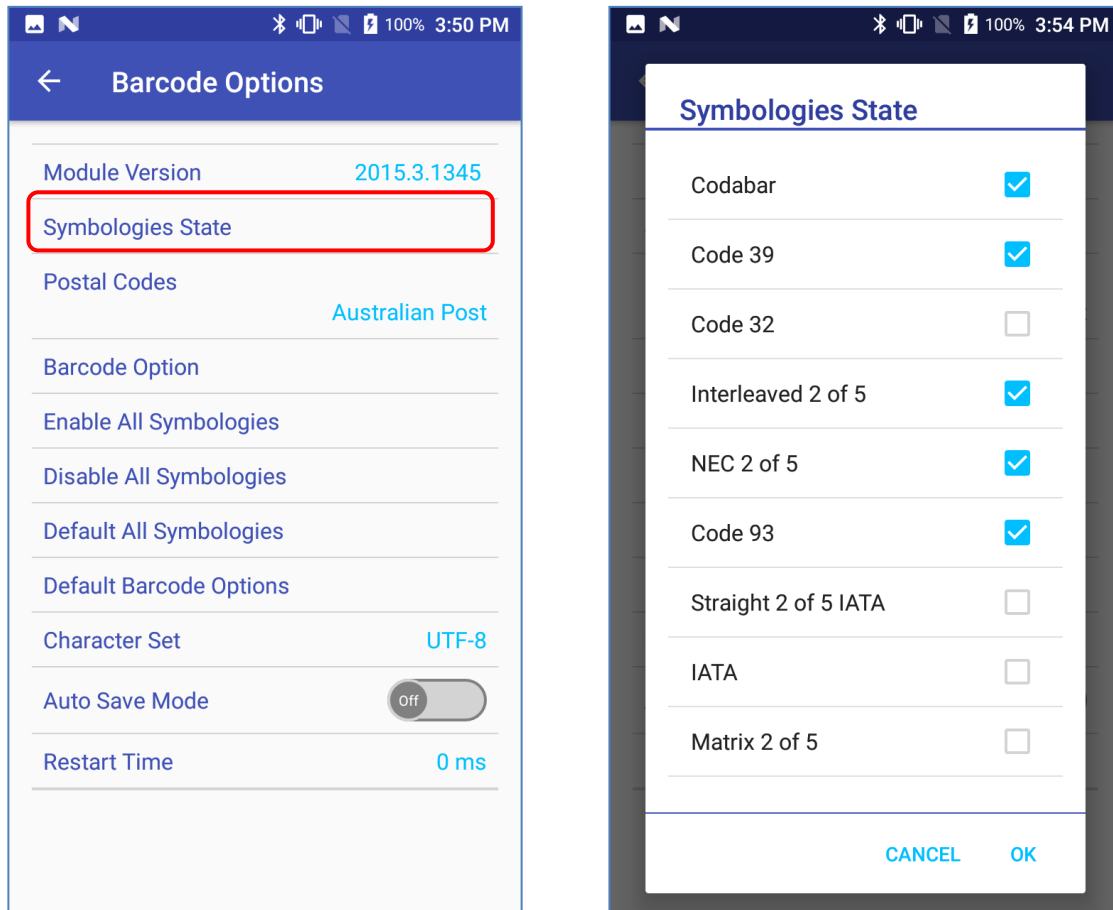 100% 3:50 PM
Barcode Options
Module Version 2015.3.1345
Symbologies State
Postal Codes
Australian Post
Barcode Option
Enable All Symbologies
Disable All Symbologies
Default All Symbologies
Default Barcode Options
Character Set UTF-8
Auto Save Mode Off
Restart Time 0 ms
100% 3:54 PM
Symbologies State
Codabar
Code 39
Code 32
Interleaved 2 of 5
NEC 2 of 5
Code 93
Straight 2 of 5 IATA
IATA
Matrix 2 of 5
CANCEL OK